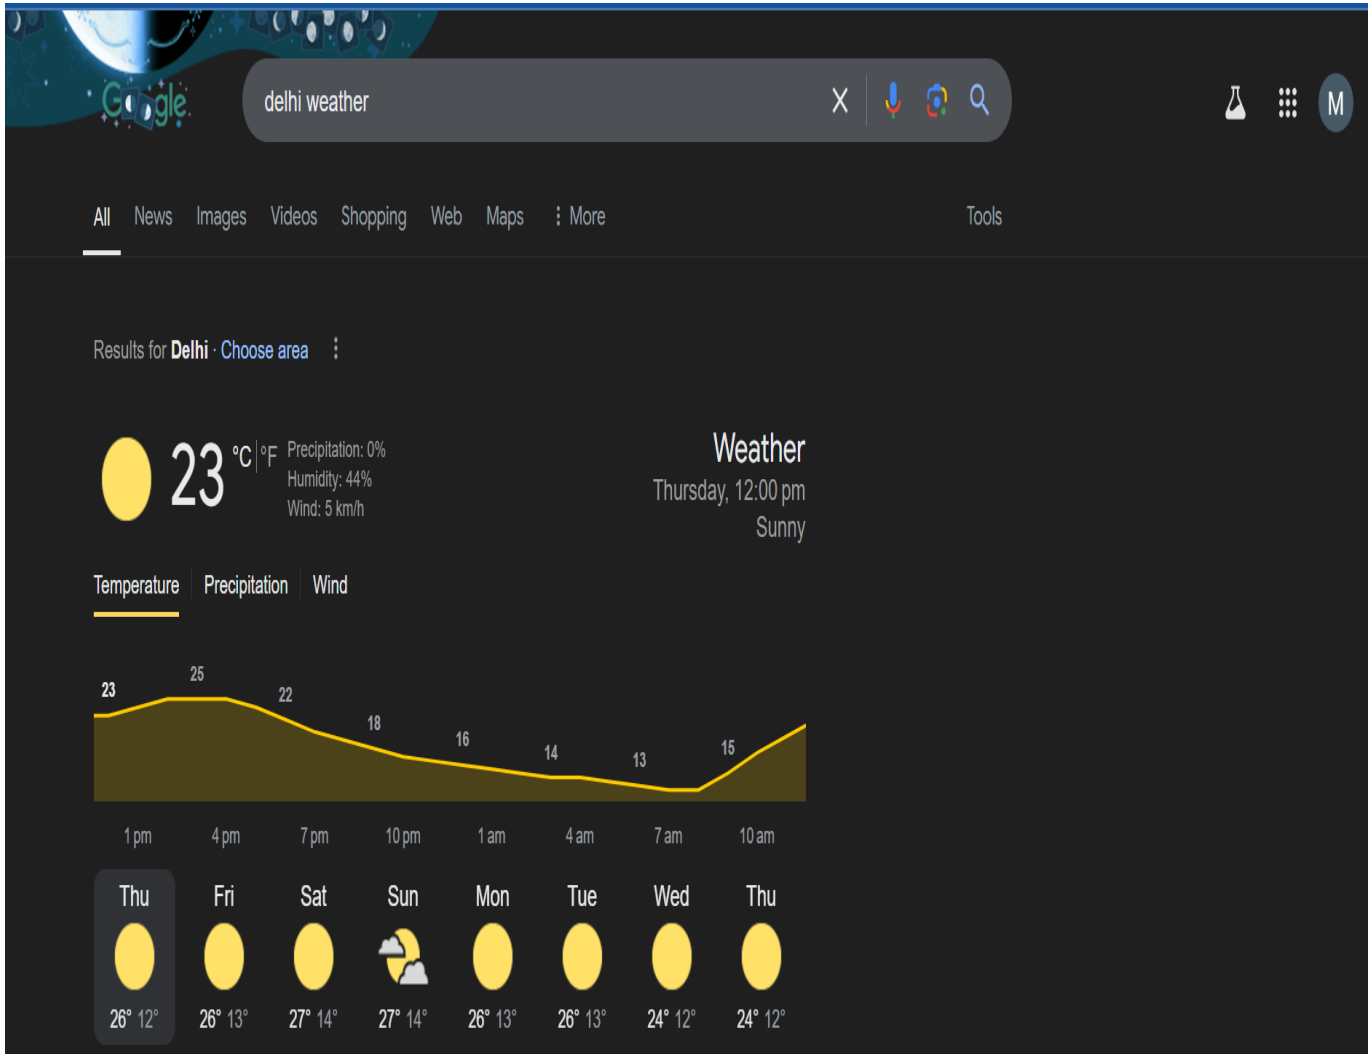 Google
delhi weather
M
All News Images Videos Shopping Web Maps More Tools
Results for Delhi · Choose area
23 °C | °F
Precipitation: 0%
Humidity: 44%
Wind: 5 km/h
Weather
Thursday, 12:00 pm
Sunny
Temperature Precipitation Wind
23 25 22 18 16 14 13 15
1 pm 4 pm 7 pm 10 pm 1 am 4 am 7 am 10 am
Thu Fri Sat Sun Mon Tue Wed Thu
26° 12° 26° 13° 27° 14° 27° 14° 26° 13° 26° 13° 24° 12° 24° 12°